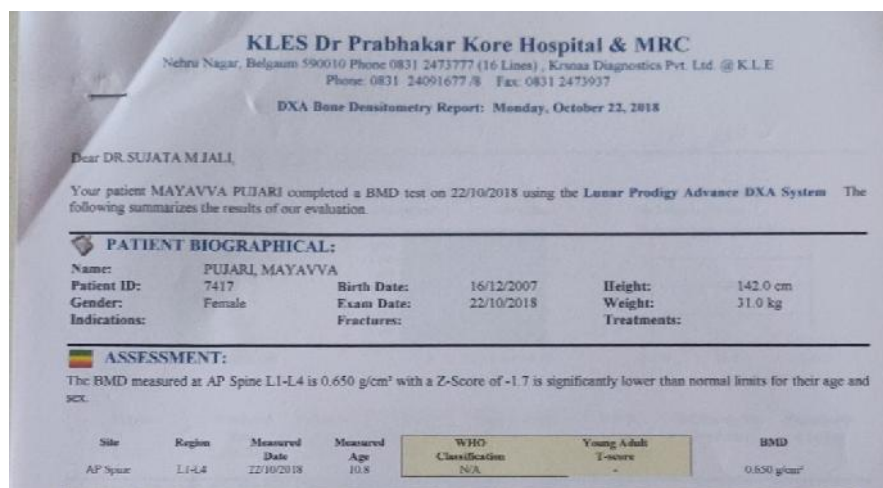 KLES Dr Prabhakar Kore Hospital & MRC
Nehru Nagar, Belgaum 590010 Phone 0831 2473777 (16 Lines) , Krsnaa Diagnostics Pvt. Ltd. @ K.L.E
Phone: 0831 24091677 /8 Fax: 0831 2473937
DXA Bone Densitometry Report: Monday, October 22, 2018
Dear DR.SUJATA M JALI,
Your patient MAYAVVA PUJARI completed a BMD test on 22/10/2018 using the Lunar Prodigy Advance DXA System The
following summarizes the results of our evaluation.
PATIENT BIOGRAPHICAL:
Name: PUJARI, MAYAVVA
Patient ID: 7417 Birth Date: 16/12/2007 Height: 142.0 cm
Gender: Female Exam Date: 22/10/2018 Weight: 31.0 kg
Indications: Fractures: Treatments:
ASSESSMENT:
The BMD measured at AP Spine L1-L4 is 0.650 g/cm² with a Z-Score of -1.7 is significantly lower than normal limits for their age and
sex.
Site Region Measured Measured WHO Young Adult BMD
Date Age Classification T-score
AP Spine L1-L4 22/10/2018 10.8 N/A - 0.650 g/cm²